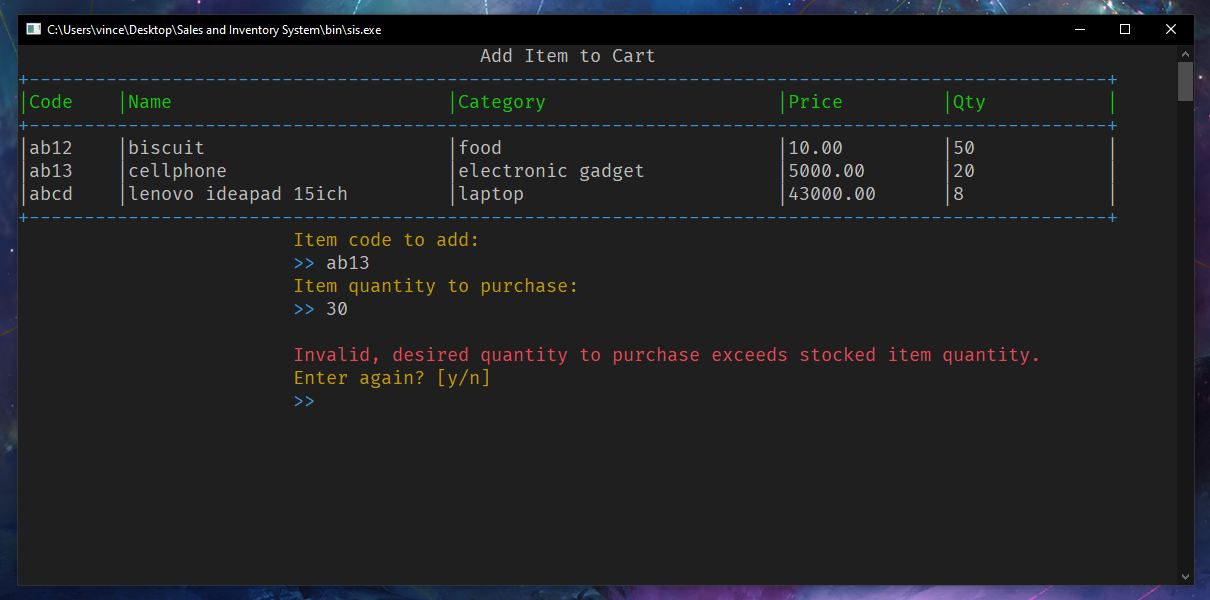 C:\Users\vince\Desktop\Sales and Inventory System\bin\sis.exe
Add Item to Cart
+--------------------------------------------------------------------------------------------------+
|Code    |Name                         |Category                     |Price         |Qty           |
+--------------------------------------------------------------------------------------------------+
|ab12    |biscuit                      |food                         |10.00         |50            |
|ab13    |cellphone                    |electronic gadget            |5000.00       |20            |
|abcd    |lenovo ideapad 15ich         |laptop                       |43000.00      |8             |
+--------------------------------------------------------------------------------------------------+
Item code to add:
>> ab13
Item quantity to purchase:
>> 30
Invalid, desired quantity to purchase exceeds stocked item quantity.
Enter again? [y/n]
>>